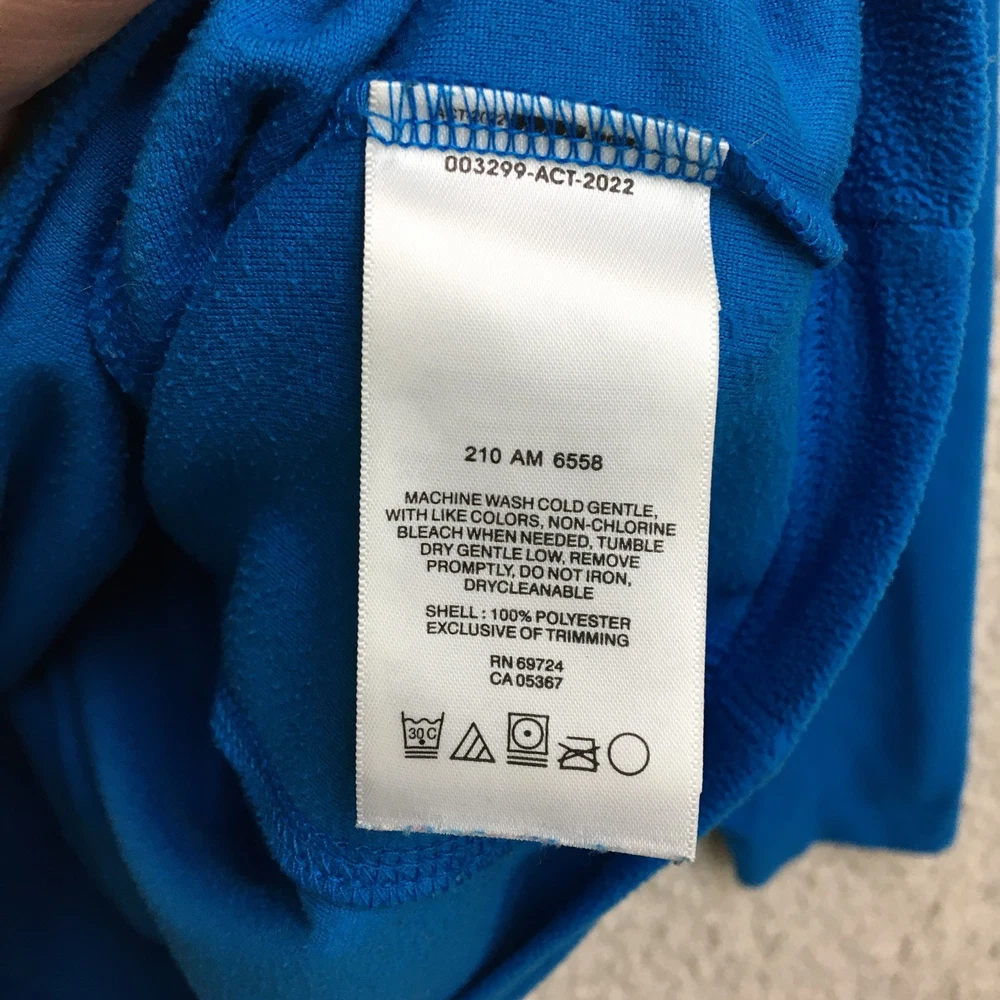 003299-ACT-2022
210 AM 6558
MACHINE WASH COLD GENTLE,
WITH LIKE COLORS, NON-CHLORINE
BLEACH WHEN NEEDED, TUMBLE
DRY GENTLE LOW, REMOVE
PROMPTLY, DO NOT IRON,
DRYCLEANABLE
SHELL : 100% POLYESTER
EXCLUSIVE OF TRIMMING
RN 69724
CA 05367
30 C